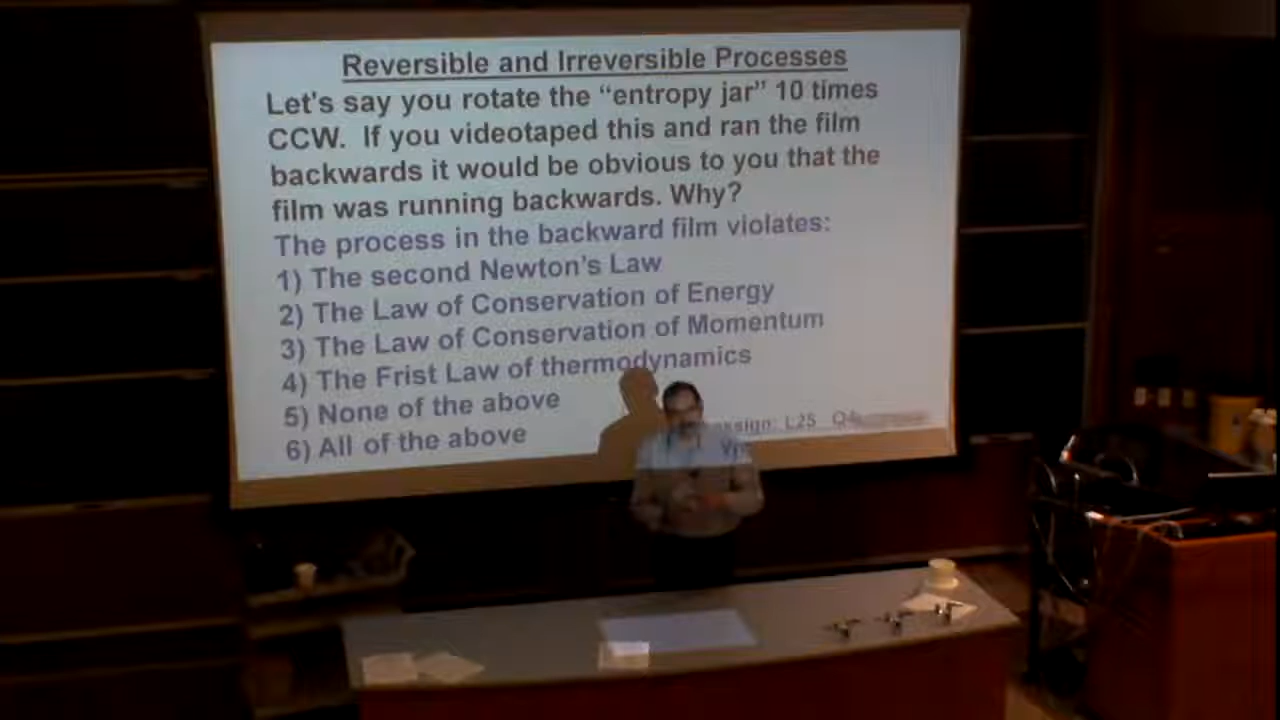 Reversible and Irreversible Processes
Let's say you rotate the “entropy jar” 10 times
CCW. If you videotaped this and ran the film
backwards it would be obvious to you that the
film was running backwards. Why?
The process in the backward film violates:
1) The second Newton's Law
2) The Law of Conservation of Energy
3) The Law of Conservation of Momentum
4) The Frist Law of thermodynamics
5) None of the above
6) All of the above
L25